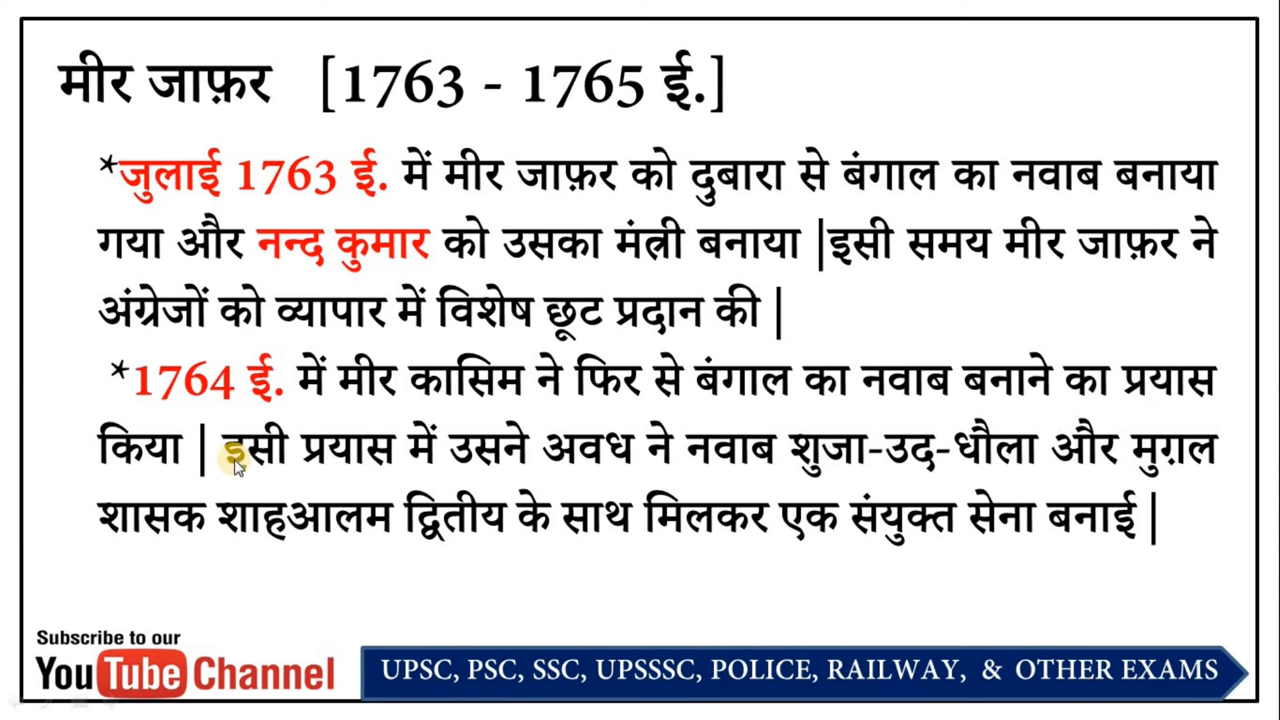 मीर जाफ़र [1763 - 1765 ई.]
*जुलाई 1763 ई. में मीर जाफ़र को दुबारा से बंगाल का नवाब बनाया
गया और नन्द कुमार को उसका मंत्री बनाया |इसी समय मीर जाफ़र ने
अंग्रेजों को व्यापार में विशेष छूट प्रदान की |
*1764 ई. में मीर कासिम ने फिर से बंगाल का नवाब बनाने का प्रयास
किया | इसी प्रयास में उसने अवध ने नवाब शुजा-उद-धौला और मुग़ल
शासक शाहआलम द्वितीय के साथ मिलकर एक संयुक्त सेना बनाई |
Subscribe to our
YouTube Channel
UPSC, PSC, SSC, UPSSSC, POLICE, RAILWAY, & OTHER EXAMS